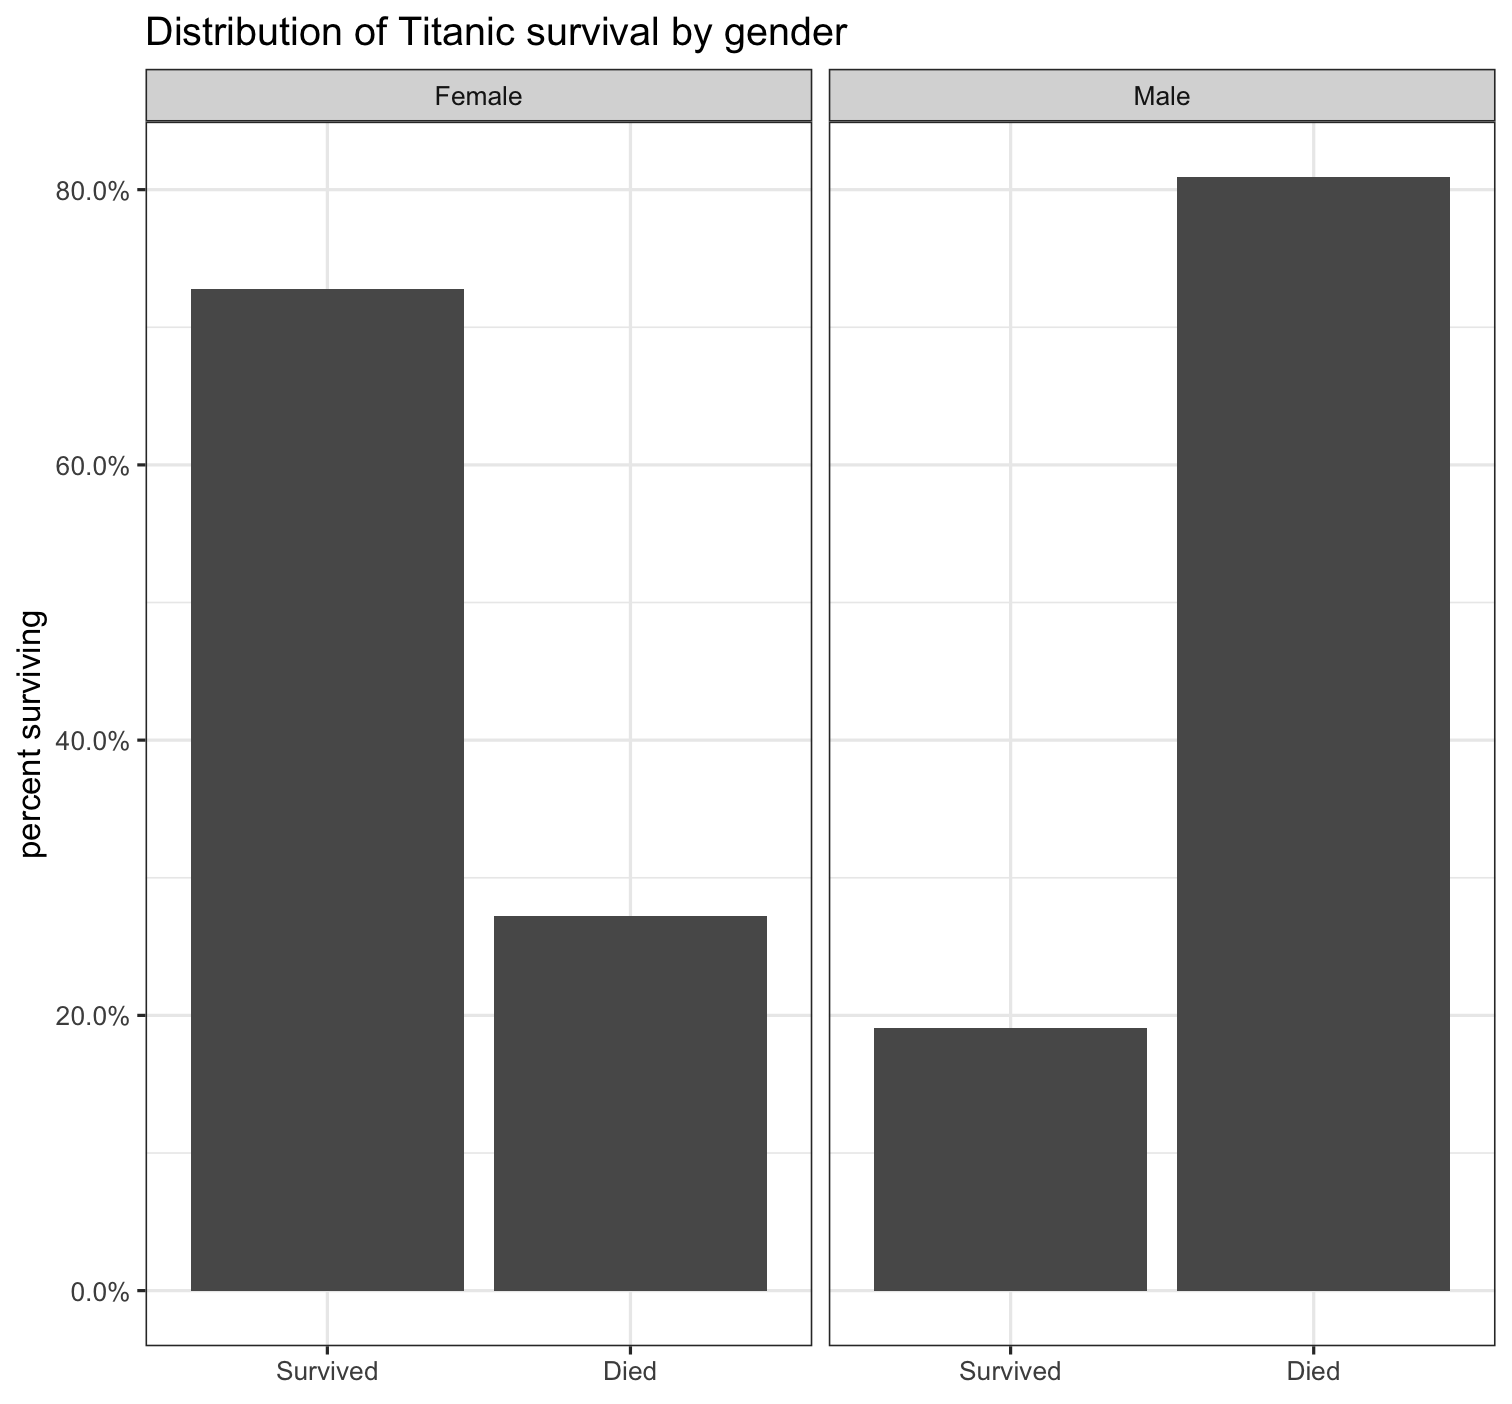 Distribution of Titanic survival by gender
Female
Male
percent surviving
80.0%
60.0%
40.0%
20.0%
0.0%
Survived
Died
Survived
Died